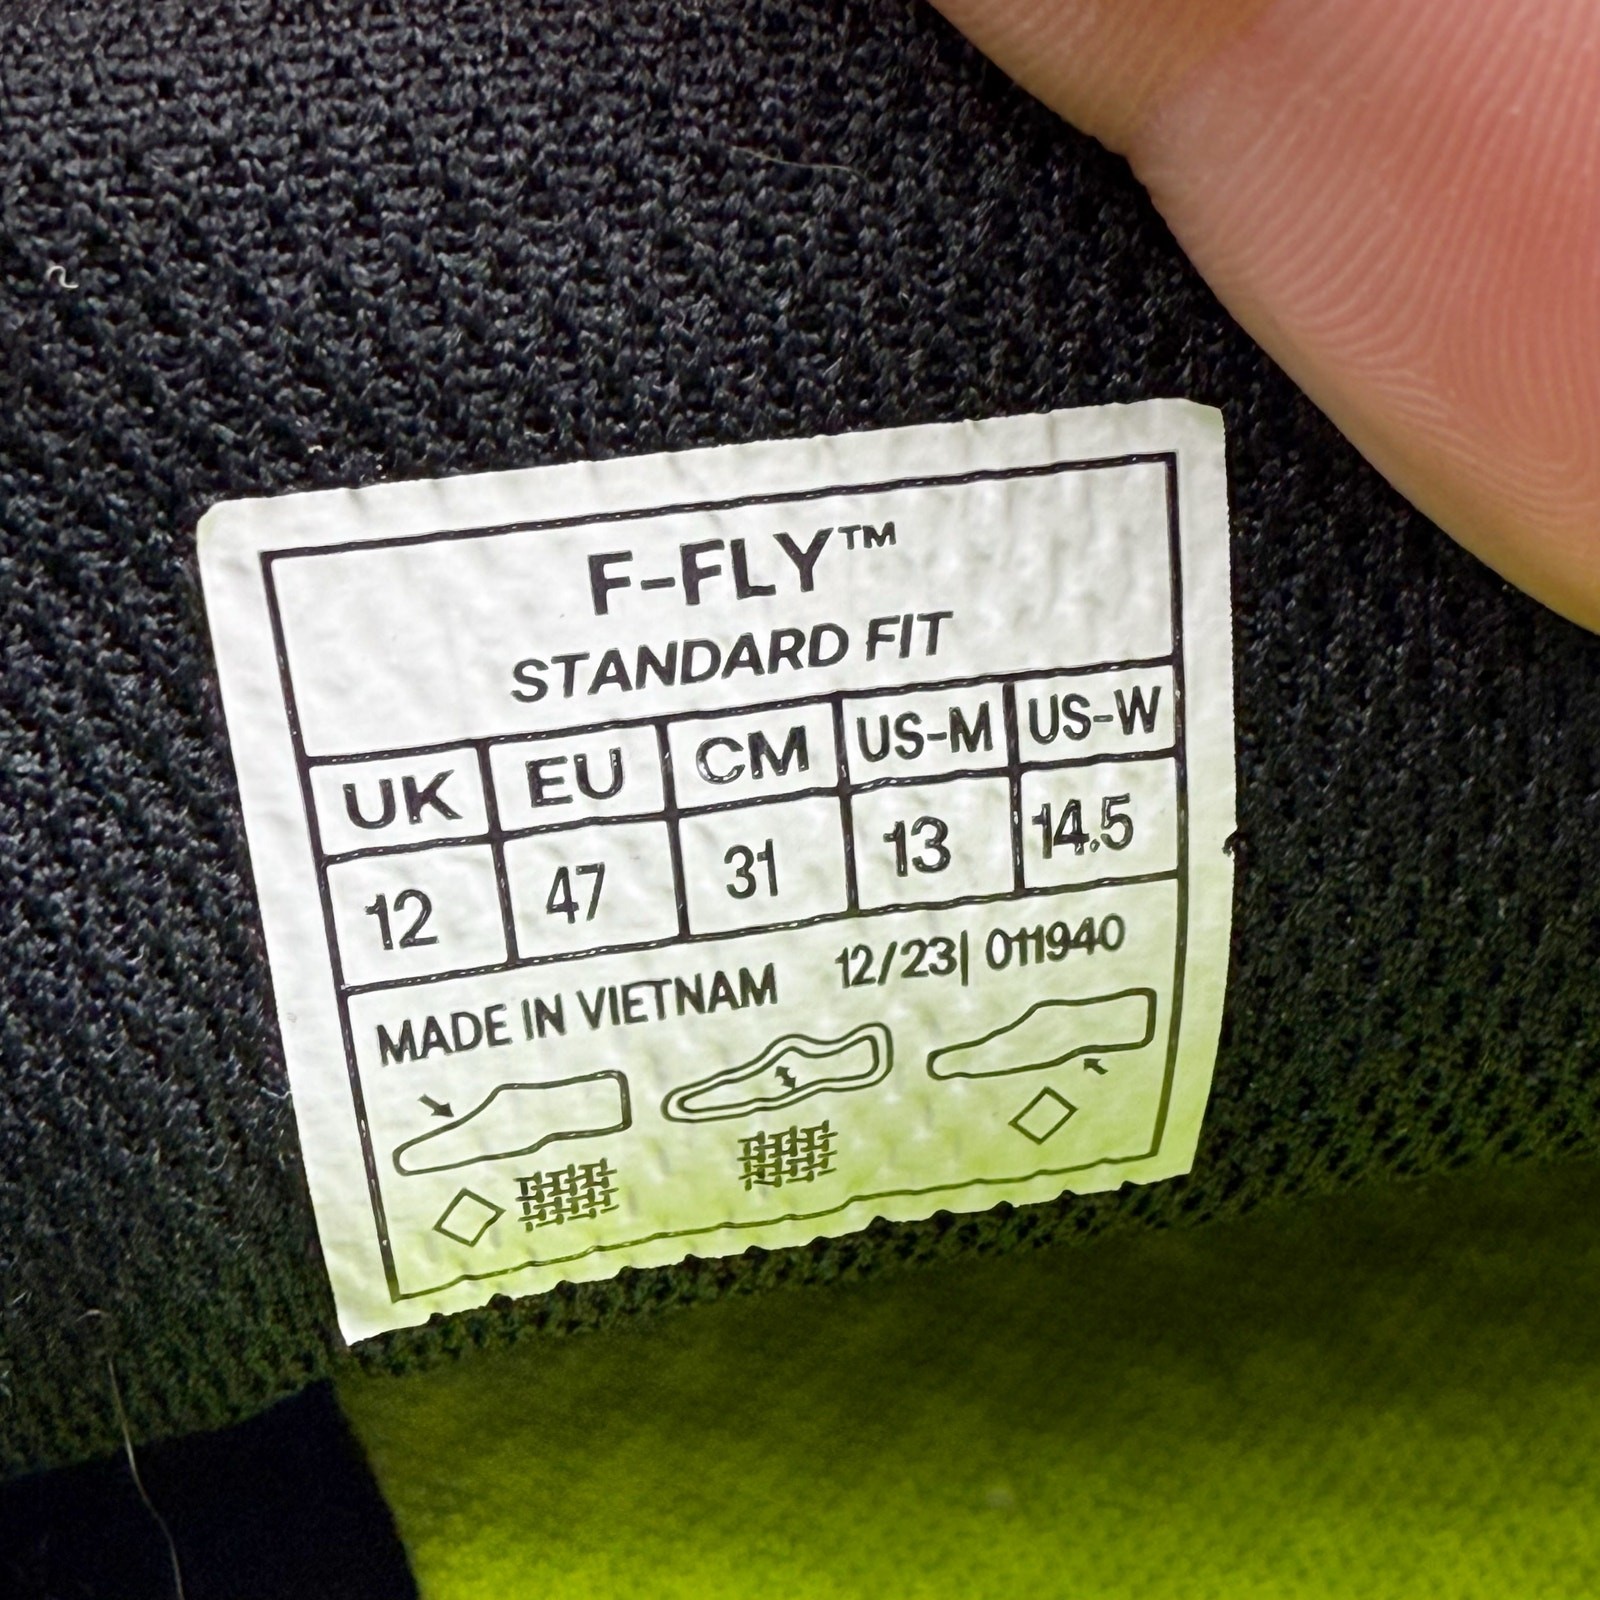 F-FLY™
STANDARD FIT
UK EU CM US-M US-W
12 47 31 13 14.5
MADE IN VIETNAM 12/23| 011940